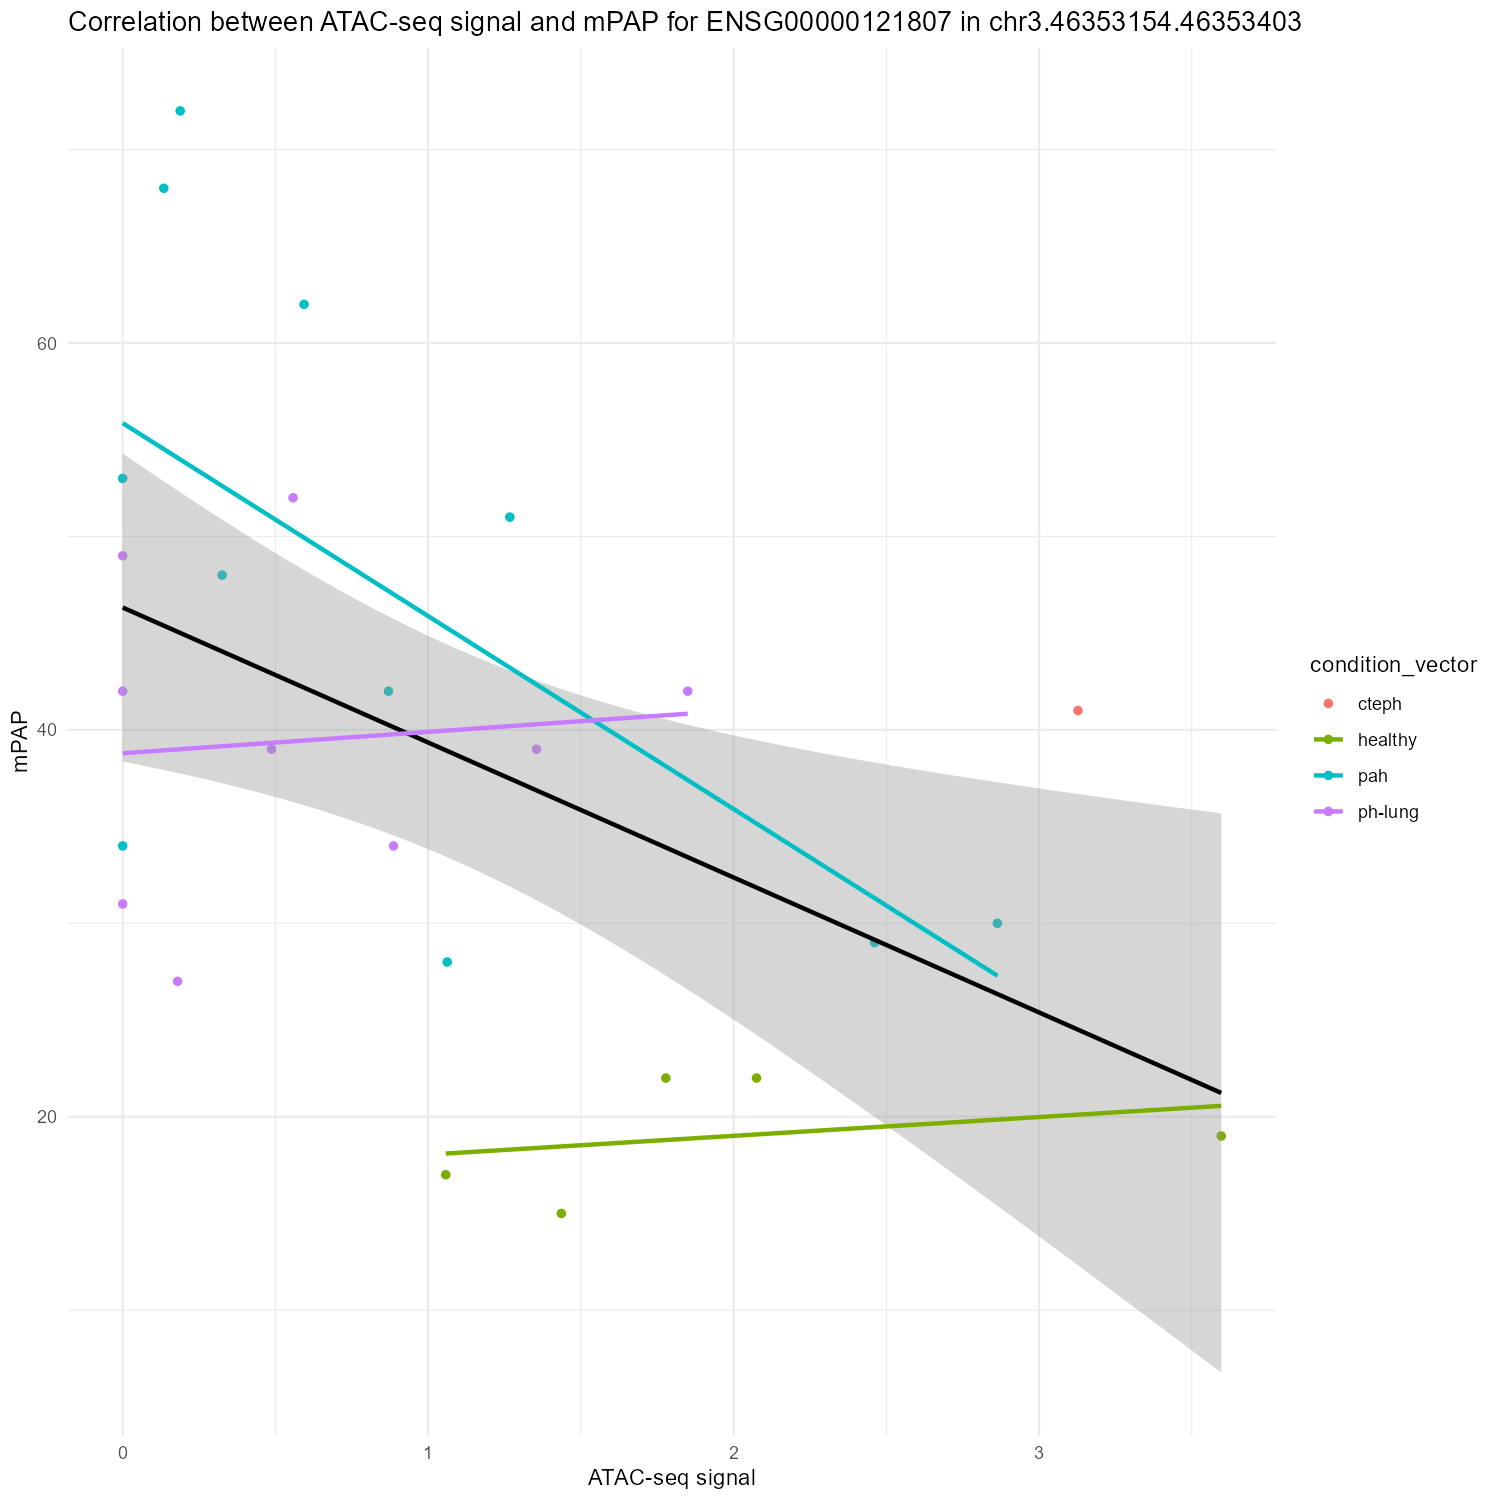 Correlation between ATAC-seq signal and mPAP for ENSG00000121807 in chr3.46353154.46353403
60
40
20
mPAP
0 1 2 3
ATAC-seq signal
condition_vector
cteph
healthy
pah
ph-lung